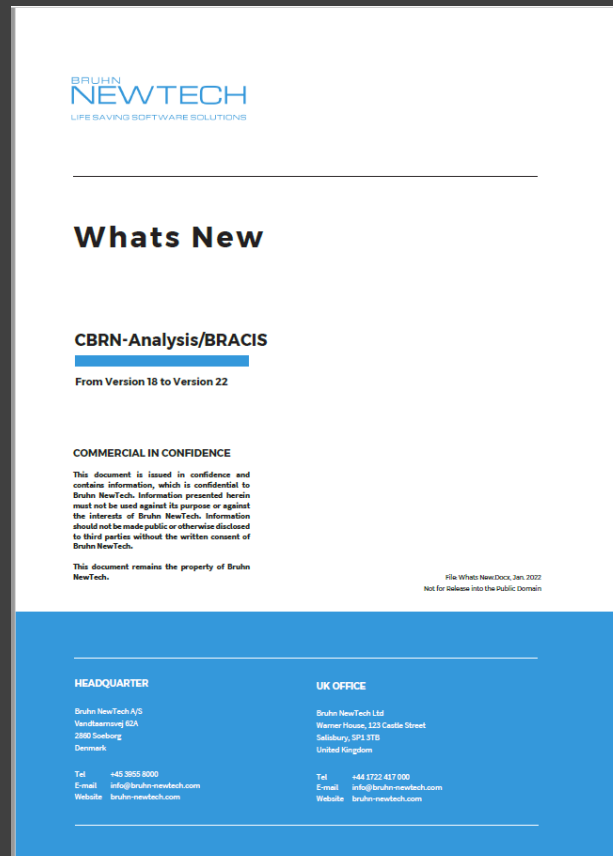 BRUHN
NEWTECH
LIFE SAVING SOFTWARE SOLUTIONS
Whats New
CBRN-Analysis/BRACIS
From Version 18 to Version 22
COMMERCIAL IN CONFIDENCE
This document is issued in confidence and
contains information, which is confidential to
Bruhn NewTech. Information presented herein
must not be used against its purpose or against
the interests of Bruhn NewTech. Information
should not be made public or otherwise disclosed
to third parties without the written consent of
Bruhn NewTech.
This document remains the property of Bruhn
NewTech.
File: Whats New.Docx, Jan. 2022
Not for Release into the Public Domain
HEADQUARTER
Bruhn NewTech A/S
Vandtaarnsvej 62A
2860 Soeborg
Denmark
Tel +45 3955 8000
E-mail info@bruhn-newtech.com
Website bruhn-newtech.com
UK OFFICE
Bruhn NewTech Ltd
Warner House, 123 Castle Street
Salisbury, SP1 3TB
United Kingdom
Tel +44 1722 417 000
E-mail info@bruhn-newtech.com
Website bruhn-newtech.com